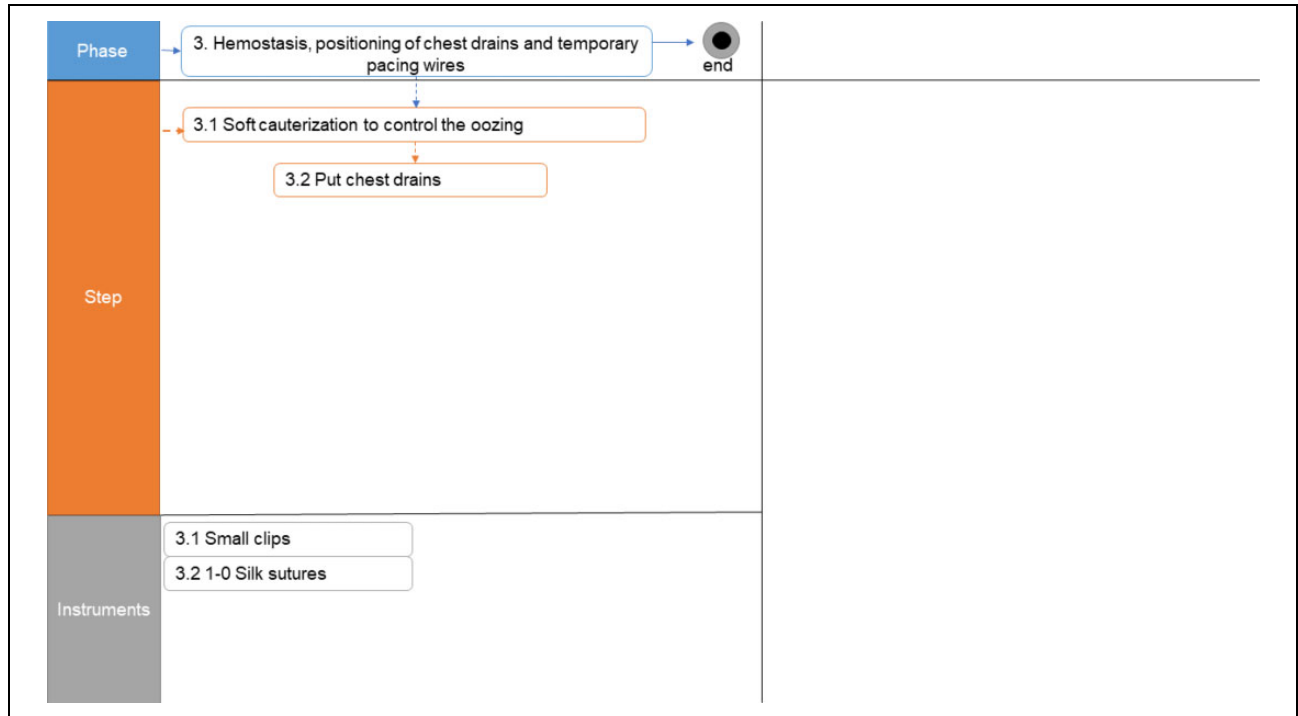 Phase
3. Hemostasis, positioning of chest drains and temporary
pacing wires
end
Step
3.1 Soft cauterization to control the oozing
3.2 Put chest drains
Instruments
3.1 Small clips
3.2 1-0 Silk sutures